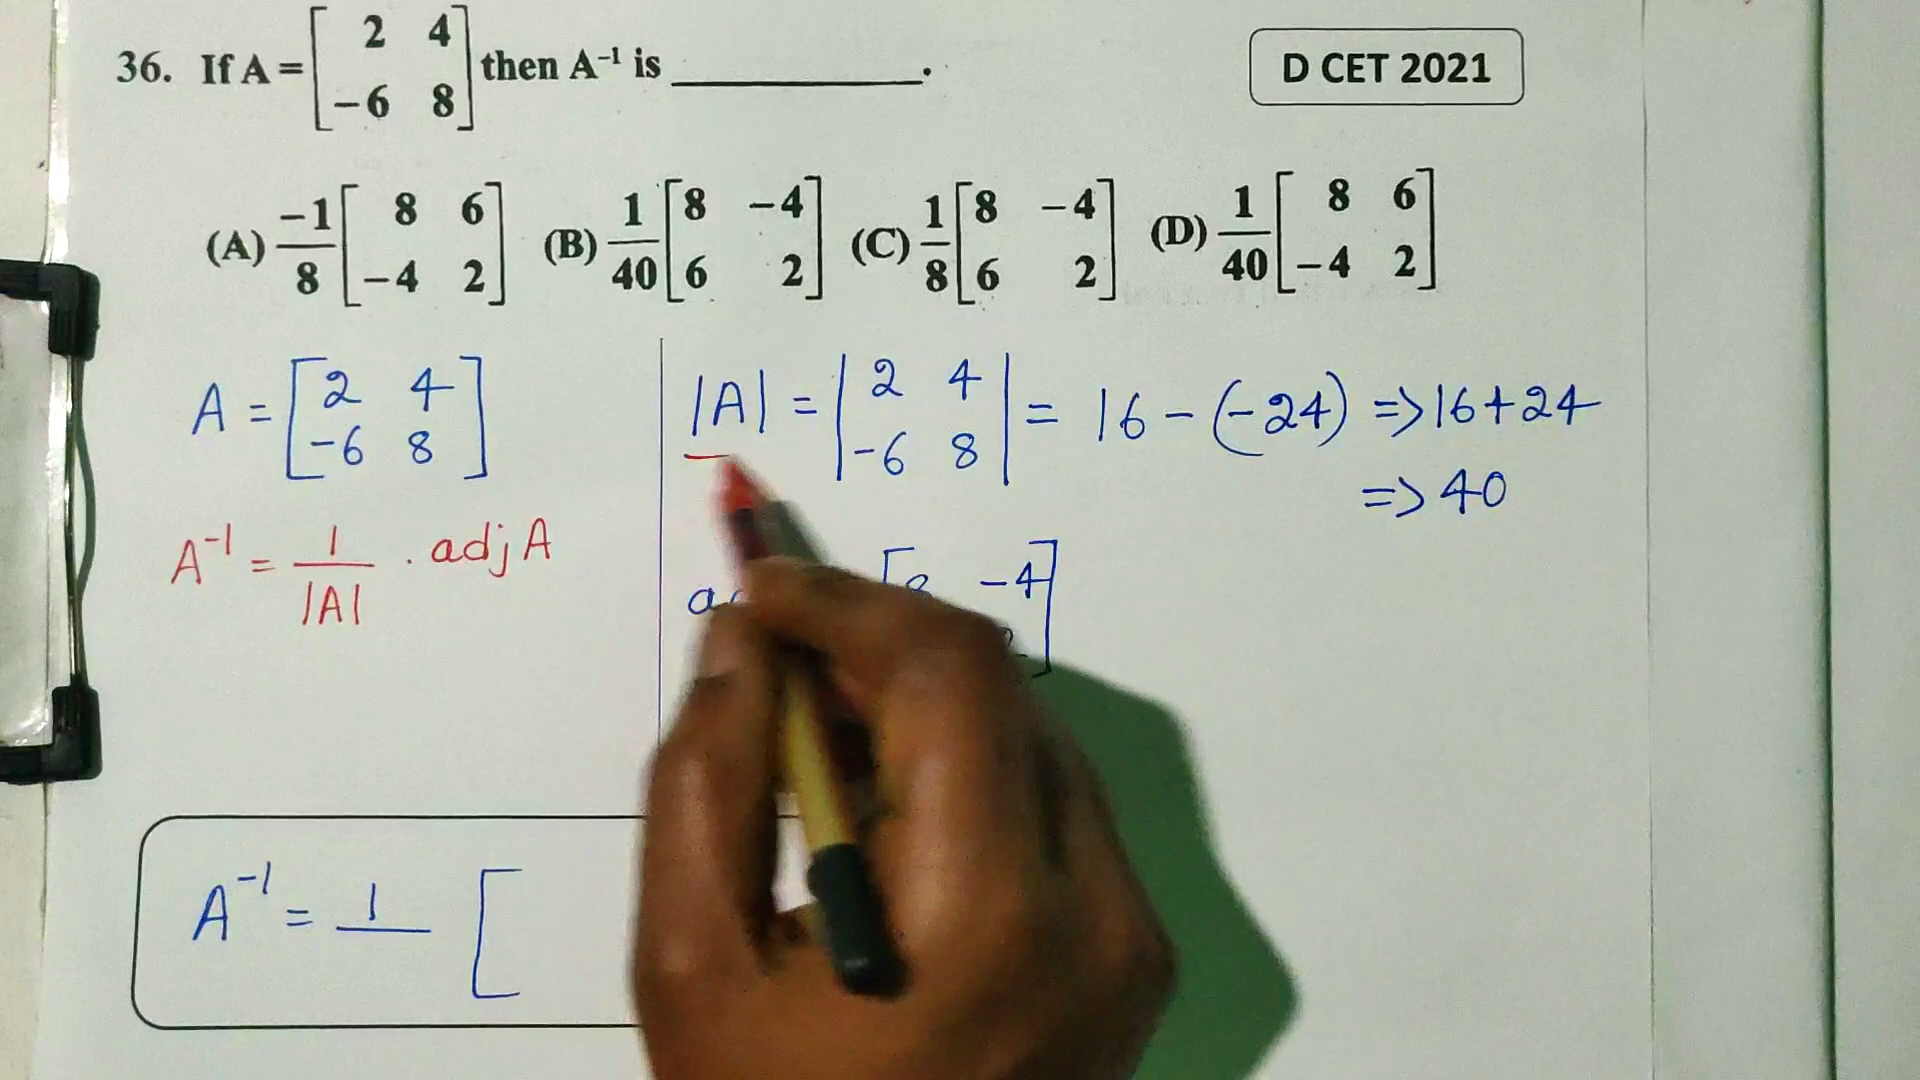 36. If A = [ 2 4 -6 8 ] then A⁻¹ is __________.
D CET 2021
(A) -1/8 [ 8 6 -4 2 ] (B) 1/40 [ 8 -4 6 2 ] (C) 1/8 [ 8 -4 6 2 ] (D) 1/40 [ 8 6 -4 2 ]
A = [ 2 4 -6 8 ]
|A| = | 2 4 -6 8 | = 16 - (-24) => 16 + 24
=> 40
A⁻¹ = 1/|A| . adj A
-4
A⁻¹ = 1